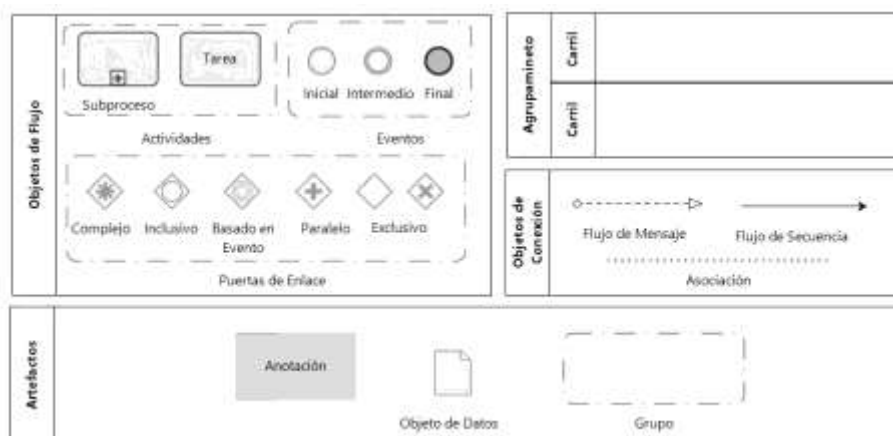 Objetos de Flujo
Tarea
Subproceso
Actividades
Inicial Intermedio Final
Eventos
Complejo Inclusivo Basado en Evento Paralelo Exclusivo
Puertas de Enlace
Agrupamineto
Carril
Carril
Objetos de Conexión
Flujo de Mensaje
Flujo de Secuencia
Asociación
Artefactos
Anotación
Objeto de Datos
Grupo